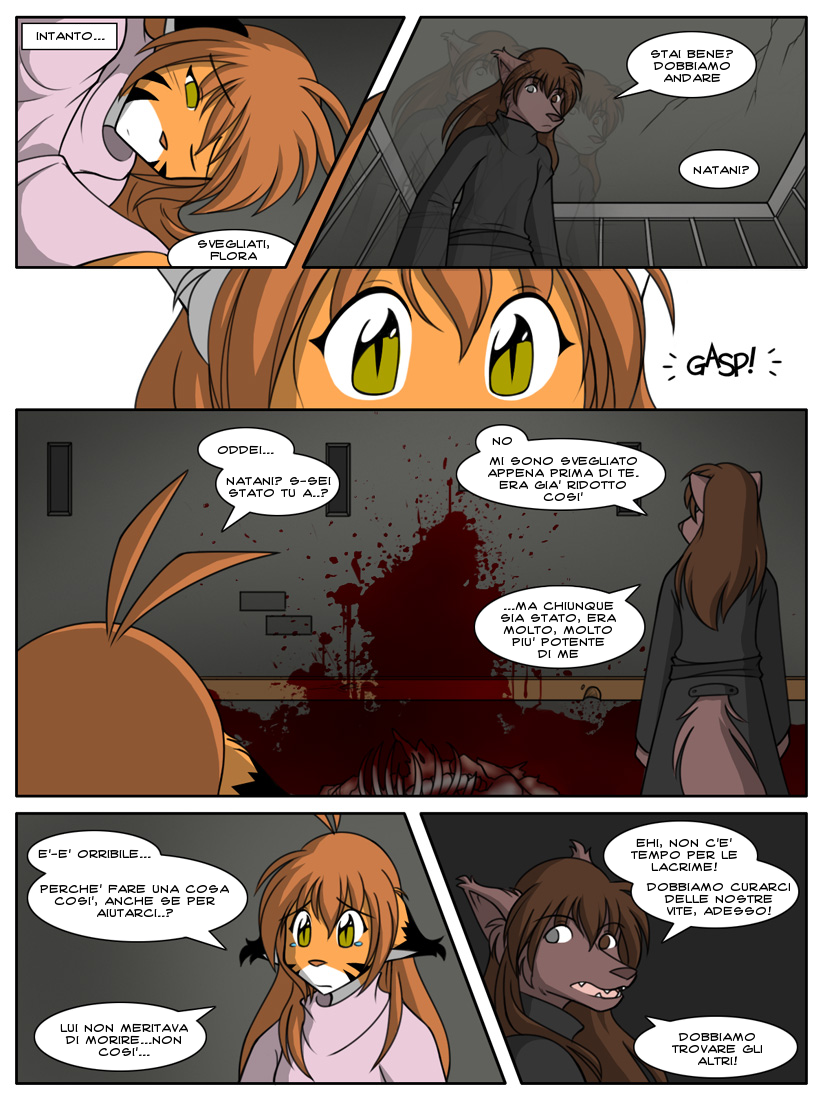 INTANTO...
SVEGLIATI,
FLORA
STAI BENE?
DOBBIAMO
ANDARE
NATANI?
GASP!
ODDEI...
NATANI? S-SEI
STATO TU A..?
NO
MI SONO SVEGLIATO
APPENA PRIMA DI TE.
ERA GIA' RIDOTTO
COSI'
...MA CHIUNQUE
SIA STATO, ERA
MOLTO, MOLTO
PIU' POTENTE
DI ME
E'-E' ORRIBILE...
PERCHE' FARE UNA COSA
COSI', ANCHE SE PER
AIUTARCI..?
LUI NON MERITAVA
DI MORIRE...NON
COSI'...
EHI, NON C'E'
TEMPO PER LE
LACRIME!
DOBBIAMO CURARCI
DELLE NOSTRE
VITE, ADESSO!
DOBBIAMO
TROVARE GLI
ALTRI!